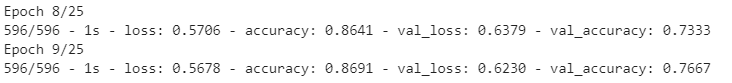 Epoch 8/25
596/596 - 1s - loss: 0.5706 - accuracy: 0.8641 - val_loss: 0.6379 - val_accuracy: 0.7333
Epoch 9/25
596/596 - 1s - loss: 0.5678 - accuracy: 0.8691 - val_loss: 0.6230 - val_accuracy: 0.7667